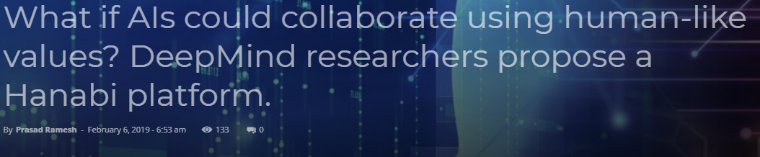 What if AIs could collaborate using human-like
values? DeepMind researchers propose a
Hanabi platform.
By Prasad Ramesh - February 6, 2019 - 6:53 am 133 0